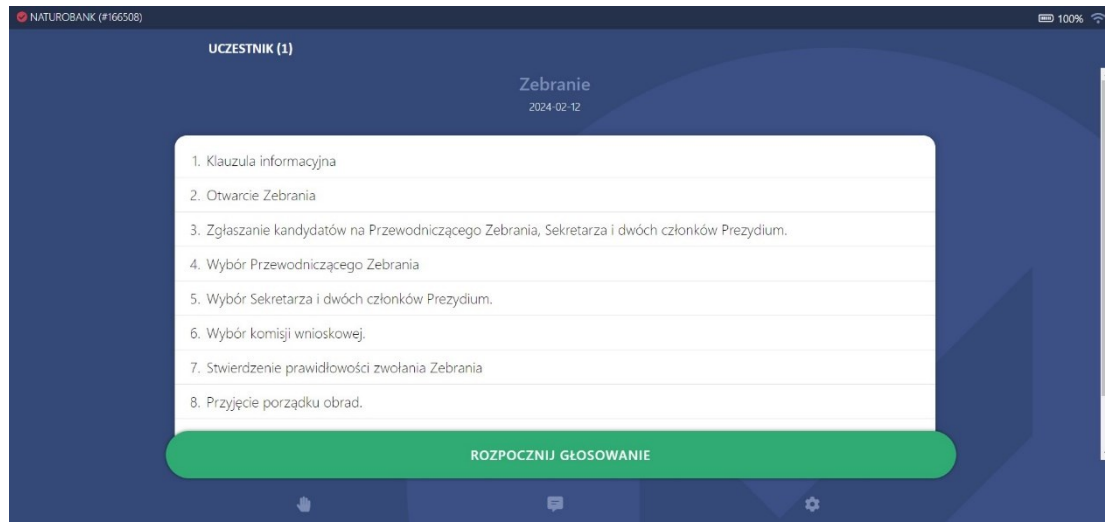 NATUROBANK (#166508)
100%
UCZESTNIK (1)
Zebranie
2024-02-12
1. Klauzula informacyjna
2. Otwarcie Zebrania
3. Zgłaszanie kandydatów na Przewodniczącego Zebrania, Sekretarza i dwóch członków Prezydium.
4. Wybór Przewodniczącego Zebrania
5. Wybór Sekretarza i dwóch członków Prezydium.
6. Wybór komisji wnioskowej.
7. Stwierdzenie prawidłowości zwołania Zebrania
8. Przyjęcie porządku obrad.
ROZPOCZNIJ GŁOSOWANIE